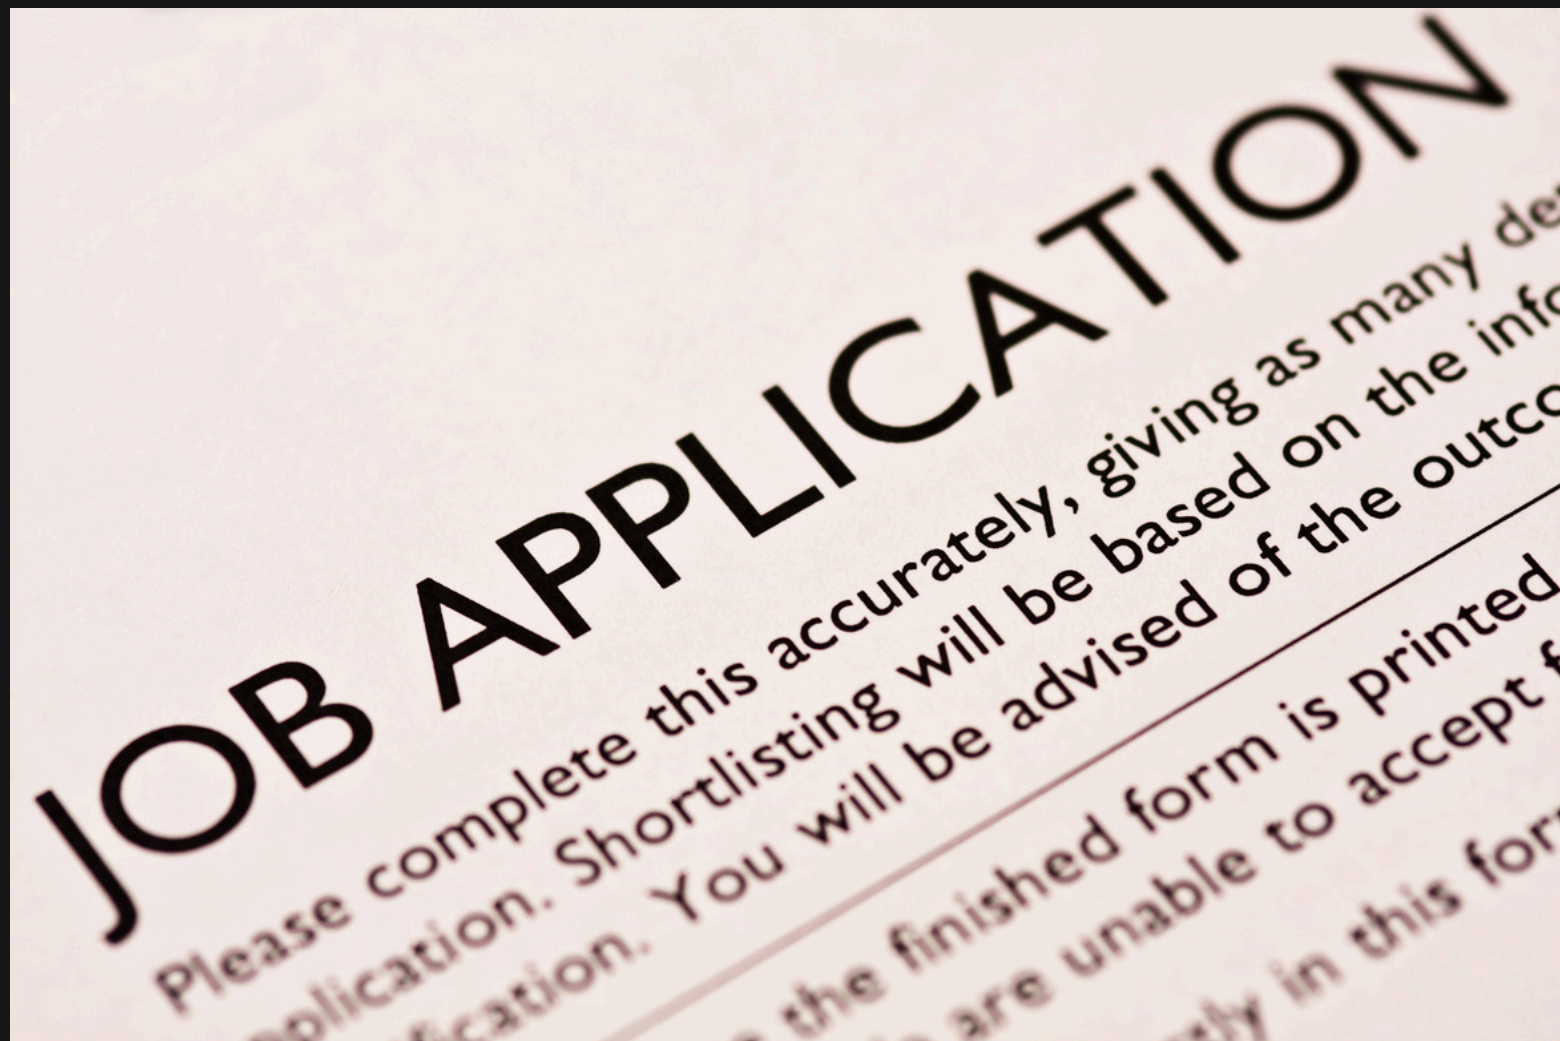 JOB APPLICATION
Please complete this accurately, giving as many
application. Shortlisting will be based on the
You will be advised of the
the finished form is printed
are unable to accept
in this